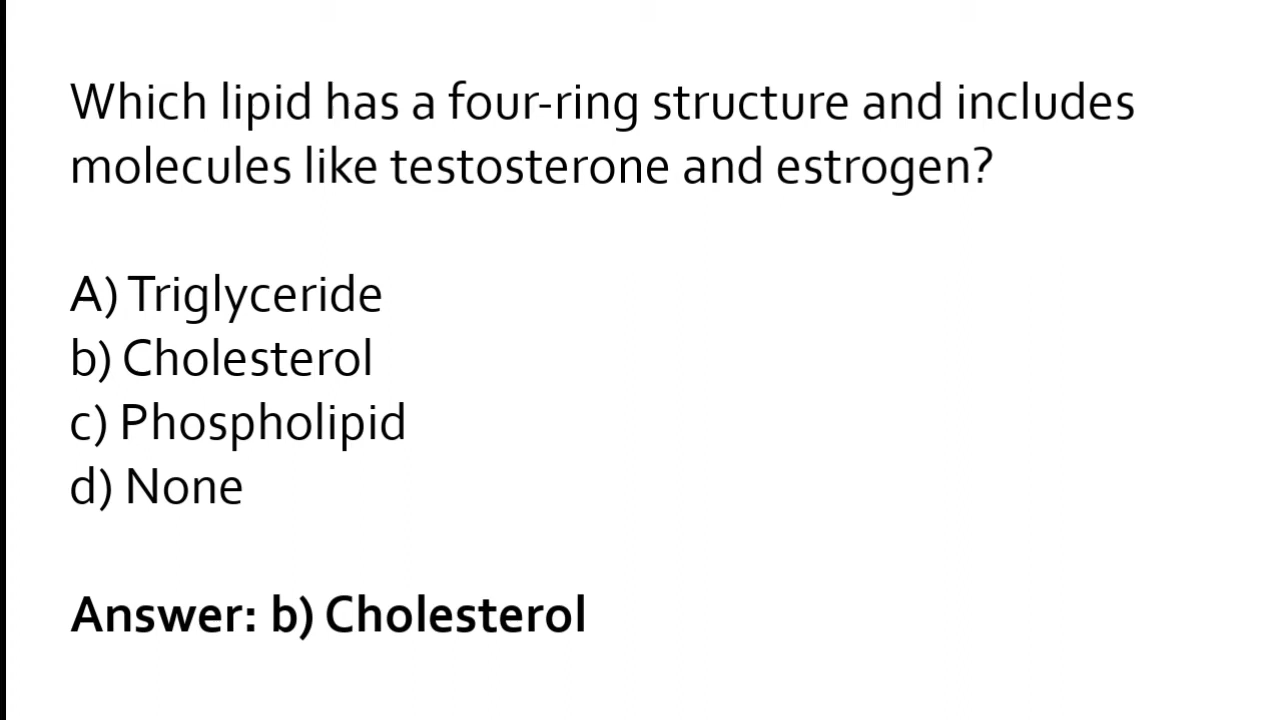 Which lipid has a four-ring structure and includes
molecules like testosterone and estrogen?
A) Triglyceride
b) Cholesterol
c) Phospholipid
d) None
Answer: b) Cholesterol